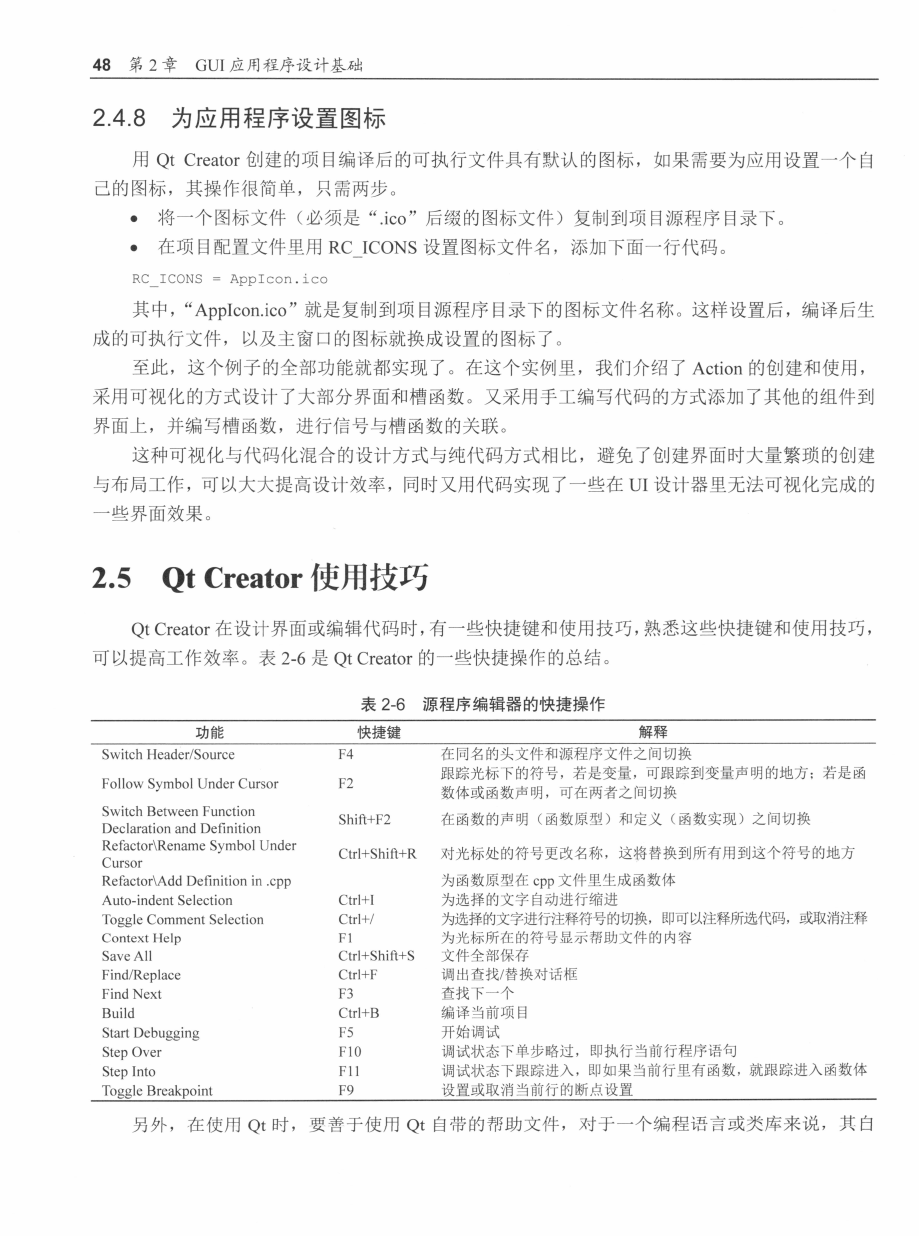 48 第 2 章 GUI 应用程序设计基础
2.4.8 为应用程序设置图标
用 Qt Creator 创建的项目编译后的可执行文件具有默认的图标，如果需要为应用设置一个自
己的图标，其操作很简单，只需两步。
• 将一个图标文件（必须是“.ico”后缀的图标文件）复制到项目源程序目录下。
• 在项目配置文件里用 RC_ICONS 设置图标文件名，添加下面一行代码。
RC_ICONS = AppIcon.ico
其中，“AppIcon.ico”就是复制到项目源程序目录下的图标文件名称。这样设置后，编译后生
成的可执行文件，以及主窗口的图标就换成设置的图标了。
至此，这个例子的全部功能就都实现了。在这个实例里，我们介绍了 Action 的创建和使用，
采用可视化的方式设计了大部分界面和槽函数。又采用手工编写代码的方式添加了其他的组件到
界面上，并编写槽函数，进行信号与槽函数的关联。
这种可视化与代码化混合的设计方式与纯代码方式相比，避免了创建界面时大量繁琐的创建
与布局工作，可以大大提高设计效率，同时又用代码实现了一些在 UI 设计器里无法可视化完成的
一些界面效果。
2.5 Qt Creator 使用技巧
Qt Creator 在设计界面或编辑代码时，有一些快捷键和使用技巧，熟悉这些快捷键和使用技巧，
可以提高工作效率。表 2-6 是 Qt Creator 的一些快捷操作的总结。
表 2-6 源程序编辑器的快捷操作
功能 快捷键 解释
Switch Header/Source F4 在同名的头文件和源程序文件之间切换
Follow Symbol Under Cursor F2 跟踪光标下的符号，若是变量，可跟踪到变量声明的地方；若是函
数体或函数声明，可在两者之间切换
Switch Between Function
Declaration and Definition Shift+F2 在函数的声明（函数原型）和定义（函数实现）之间切换
Refactor\Rename Symbol Under
Cursor Ctrl+Shift+R 对光标处的符号更改名称，这将替换到所有用到这个符号的地方
Refactor\Add Definition in .cpp 为函数原型在 cpp 文件里生成函数体
Auto-indent Selection Ctrl+I 为选择的文字自动进行缩进
Toggle Comment Selection Ctrl+/ 为选择的文字进行注释符号的切换，即可以注释所选代码，或取消注释
Context Help F1 为光标所在的符号显示帮助文件的内容
Save All Ctrl+Shift+S 文件全部保存
Find/Replace Ctrl+F 调出查找/替换对话框
Find Next F3 查找下一个
Build Ctrl+B 编译当前项目
Start Debugging F5 开始调试
Step Over F10 调试状态下单步略过，即执行当前行程序语句
Step Into F11 调试状态下跟踪进入，即如果当前行里有函数，就跟踪进入函数体
Toggle Breakpoint F9 设置或取消当前行的断点设置
另外，在使用 Qt 时，要善于使用 Qt 自带的帮助文件，对于一个编程语言或类库来说，其自